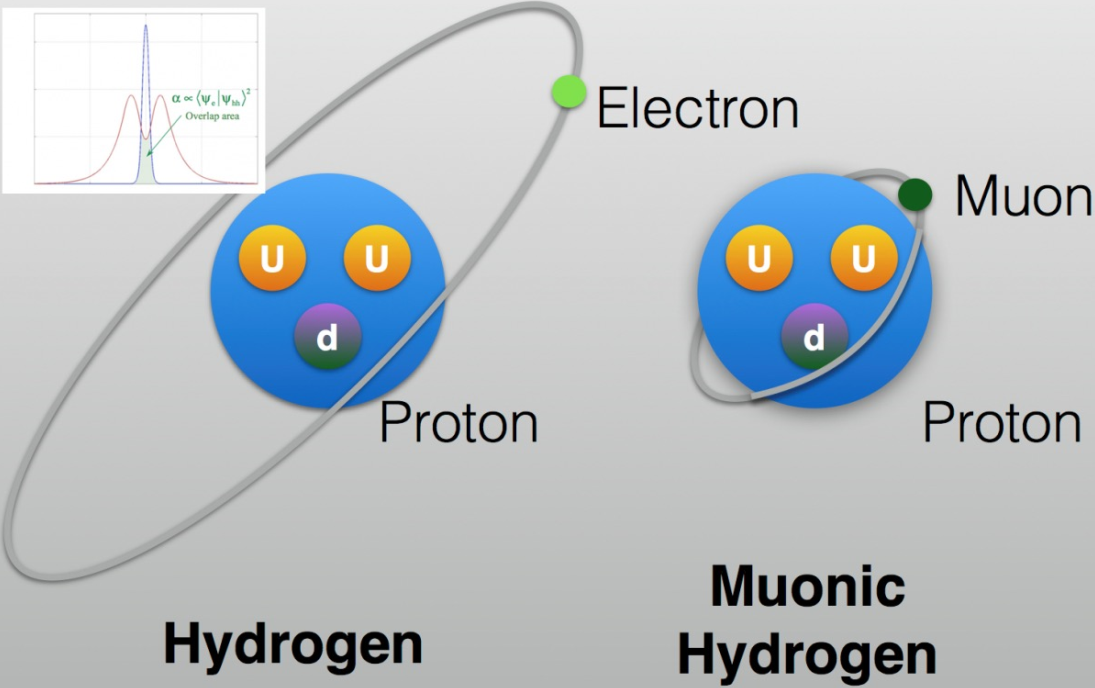 α ∝ ⟨ψₑ|ψₕₕ⟩²
Overlap area
Electron
Muon
U U
d
Proton
U U
d
Proton
Hydrogen
Muonic
Hydrogen